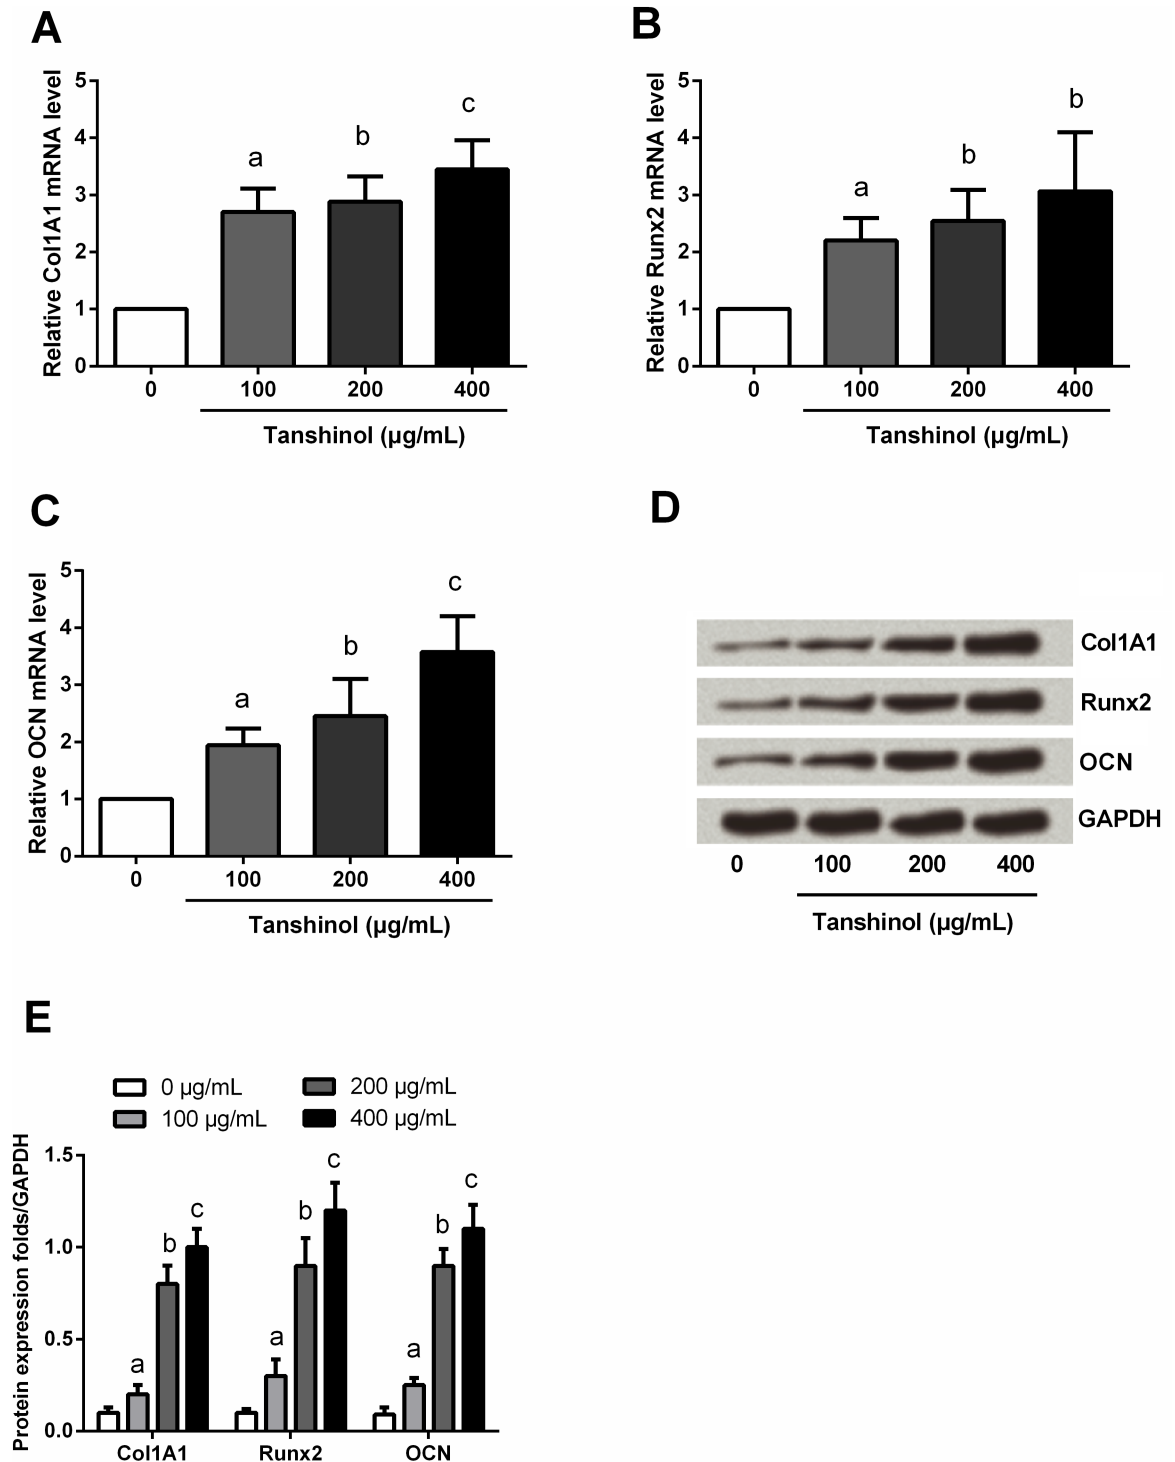 A
Relative Col1A1 mRNA level
5
4
3
2
1
0
a
b
c
0 100 200 400
Tanshinol (µg/mL)
B
Relative Runx2 mRNA level
5
4
3
2
1
0
a
b
b
0 100 200 400
Tanshinol (µg/mL)
C
Relative OCN mRNA level
5
4
3
2
1
0
a
b
c
0 100 200 400
Tanshinol (µg/mL)
D
Col1A1
Runx2
OCN
GAPDH
0 100 200 400
Tanshinol (µg/mL)
E
0 µg/mL 200 µg/mL
100 µg/mL 400 µg/mL
Protein expression folds/GAPDH
1.5
1.0
0.5
0.0
a b c
a b c
a b c
Col1A1 Runx2 OCN